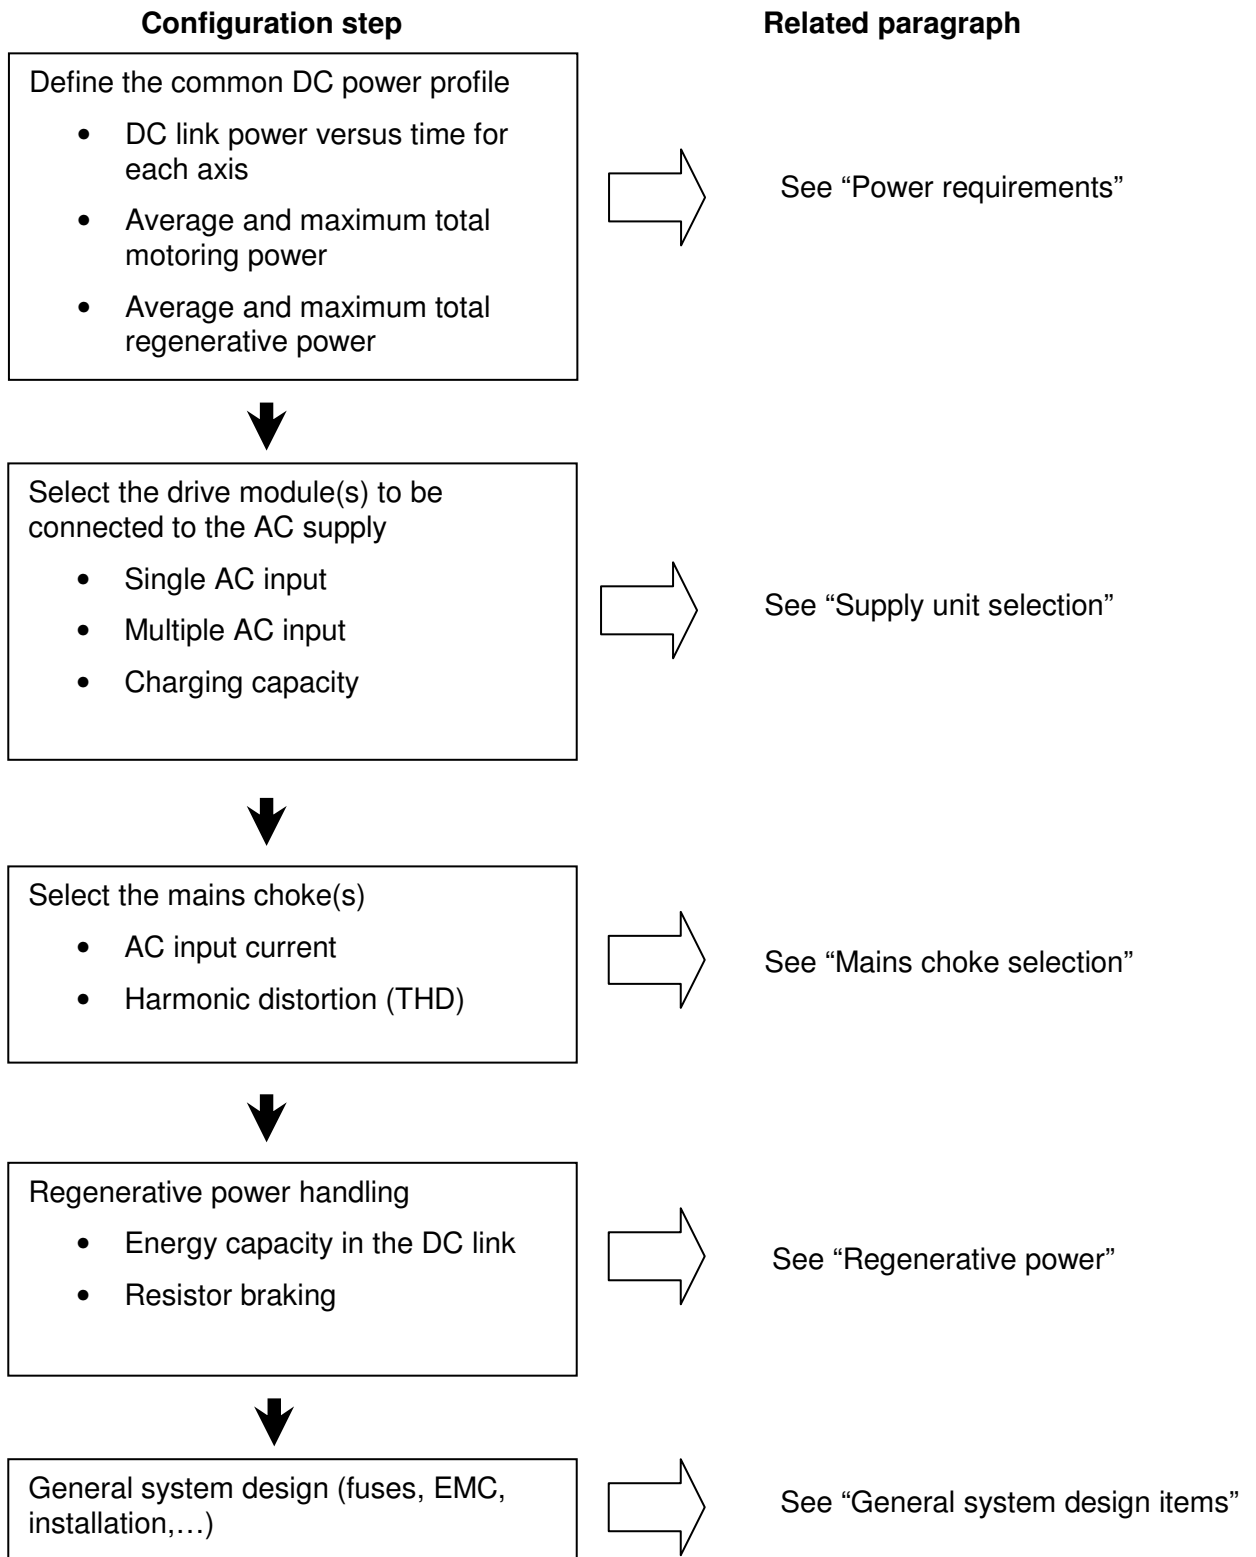 Configuration step
Related paragraph
Define the common DC power profile
• DC link power versus time for
each axis
• Average and maximum total
motoring power
• Average and maximum total
regenerative power
See “Power requirements”
Select the drive module(s) to be
connected to the AC supply
• Single AC input
• Multiple AC input
• Charging capacity
See “Supply unit selection”
Select the mains choke(s)
• AC input current
• Harmonic distortion (THD)
See “Mains choke selection”
Regenerative power handling
• Energy capacity in the DC link
• Resistor braking
See “Regenerative power”
General system design (fuses, EMC,
installation,…)
See “General system design items”